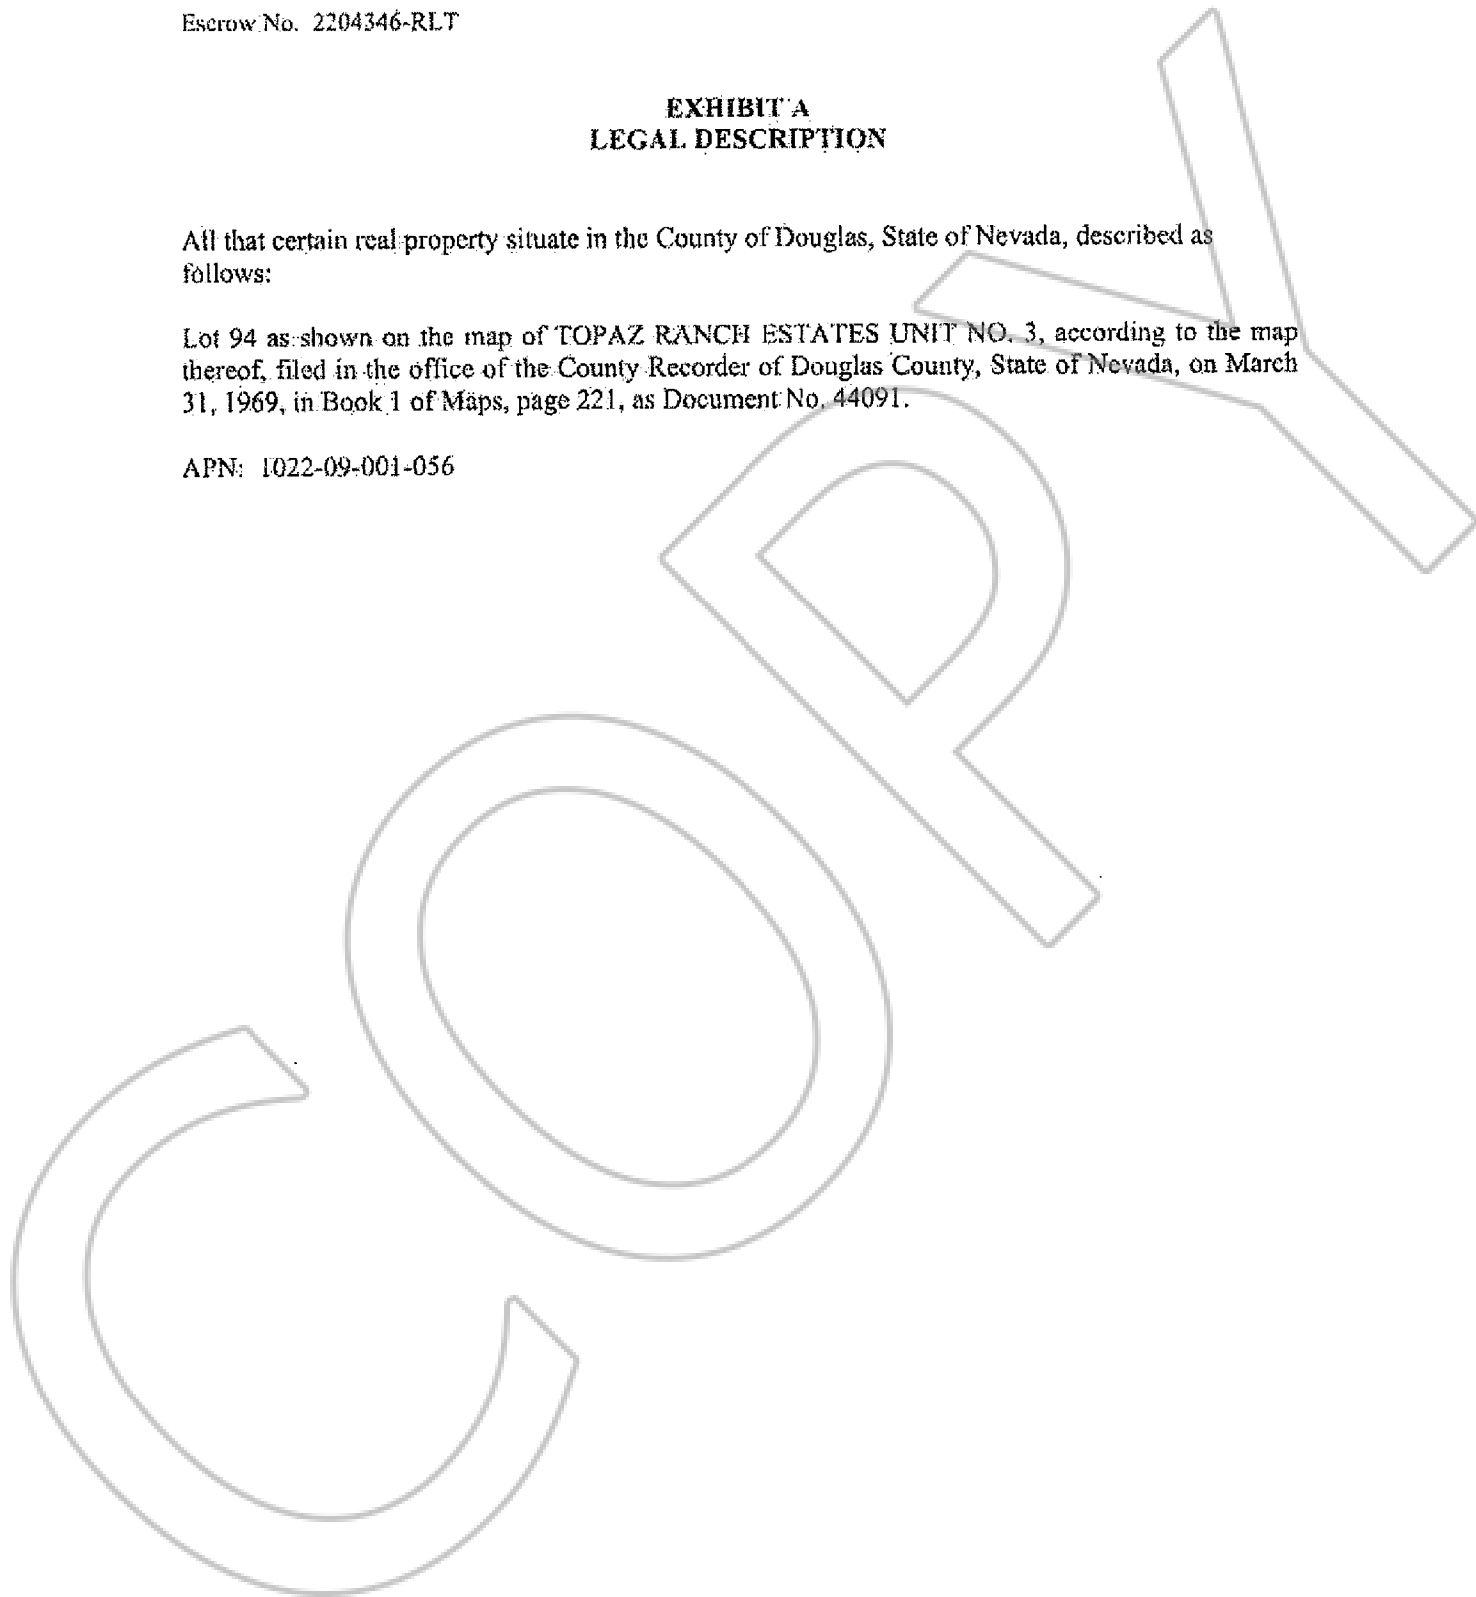 Escrow No. 2204346-RLT
EXHIBIT A
LEGAL DESCRIPTION
All that certain real property situate in the County of Douglas, State of Nevada, described as
follows:
Lot 94 as shown on the map of TOPAZ RANCH ESTATES UNIT NO. 3, according to the map
thereof, filed in the office of the County Recorder of Douglas County, State of Nevada, on March
31, 1969, in Book 1 of Maps, page 221, as Document No. 44091.
APN: 1022-09-001-056
COPY